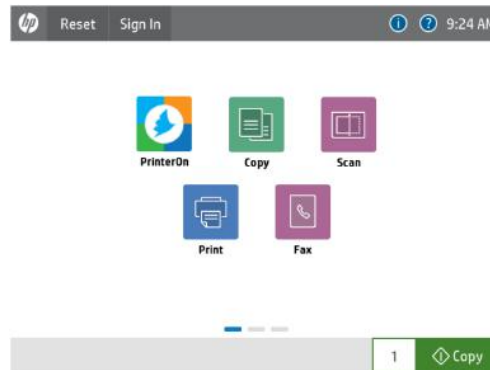 hp Reset Sign In i ? 9:24 AM
PrinterOn Copy Scan
Print Fax
1 Copy